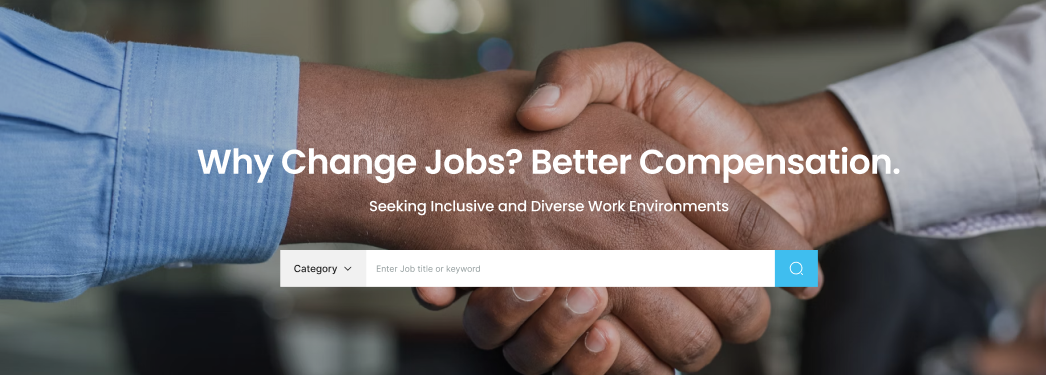 Why Change Jobs? Better Compensation.
Seeking Inclusive and Diverse Work Environments
Category
Enter Job title or keyword